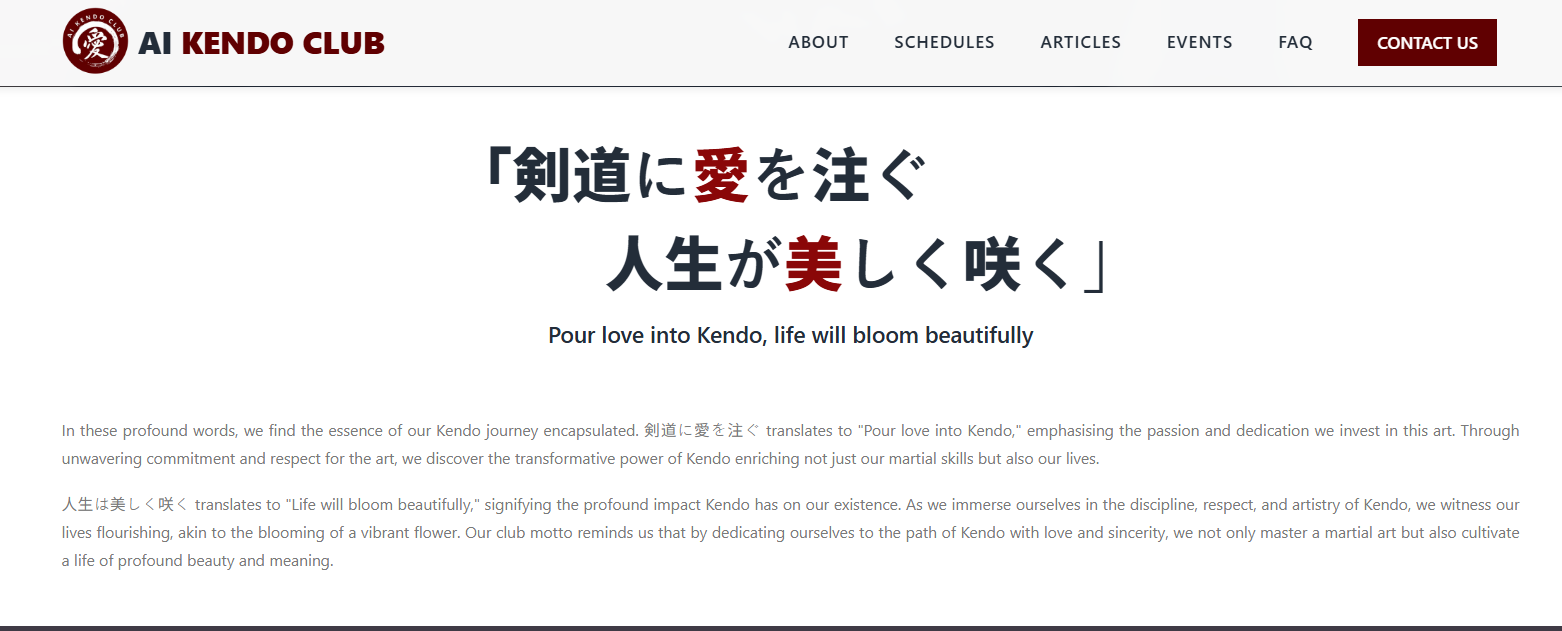 AI KENDO CLUB
愛
AI KENDO CLUB
ABOUT
SCHEDULES
ARTICLES
EVENTS
FAQ
CONTACT US
「剣道に愛を注ぐ
人生が美しく咲く」
Pour love into Kendo, life will bloom beautifully
In these profound words, we find the essence of our Kendo journey encapsulated. 剣道に愛を注ぐ translates to "Pour love into Kendo," emphasising the passion and dedication we invest in this art. Through
unwavering commitment and respect for the art, we discover the transformative power of Kendo enriching not just our martial skills but also our lives.
人生は美しく咲く translates to "Life will bloom beautifully," signifying the profound impact Kendo has on our existence. As we immerse ourselves in the discipline, respect, and artistry of Kendo, we witness our
lives flourishing, akin to the blooming of a vibrant flower. Our club motto reminds us that by dedicating ourselves to the path of Kendo with love and sincerity, we not only master a martial art but also cultivate
a life of profound beauty and meaning.